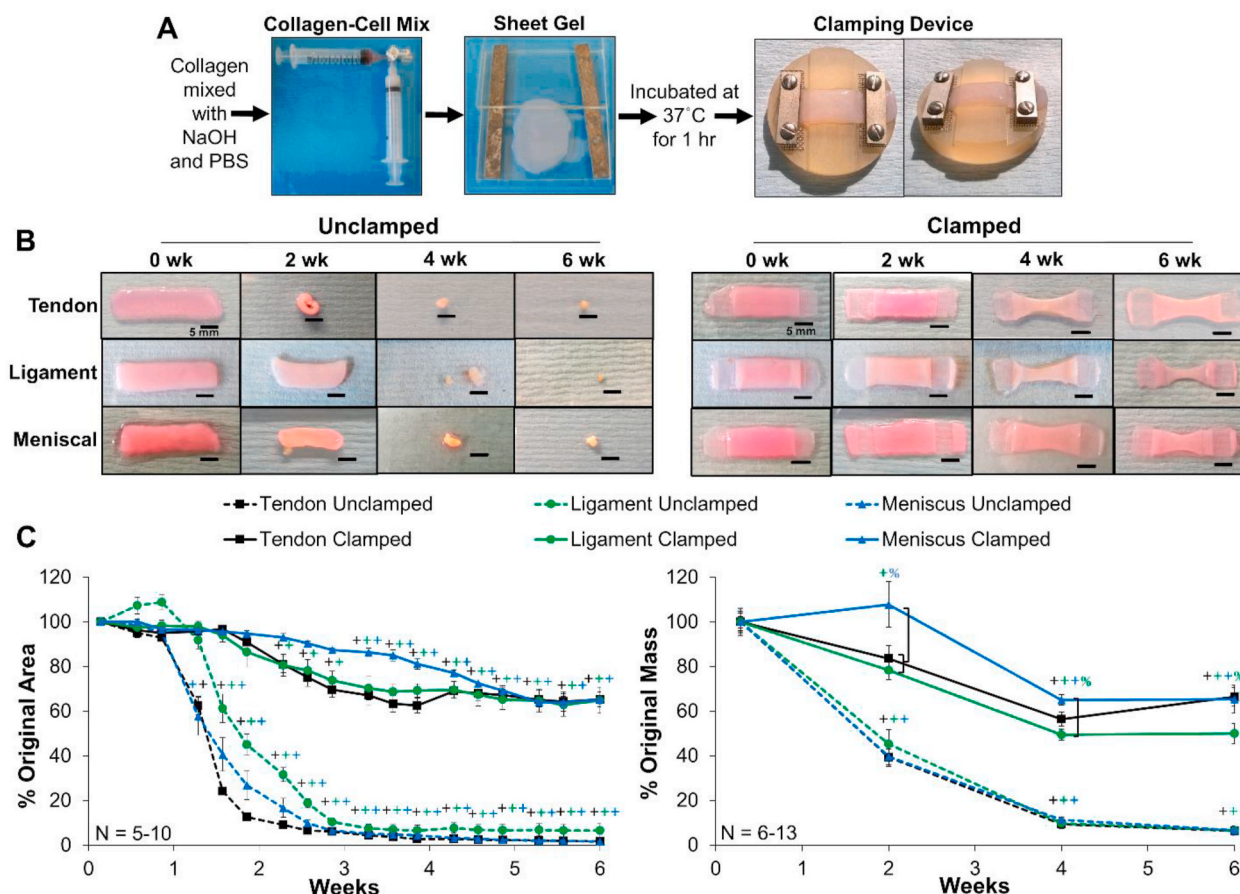 A
Collagen-Cell Mix
Sheet Gel
Clamping Device
Collagen
mixed
with
NaOH
and PBS
Incubated at
37°C
for 1 hr
B
Unclamped
Clamped
0 wk 2 wk 4 wk 6 wk
0 wk 2 wk 4 wk 6 wk
Tendon
5 mm
5 mm
Ligament
Meniscal
Tendon Unclamped
Ligament Unclamped
Meniscus Unclamped
Tendon Clamped
Ligament Clamped
Meniscus Clamped
C
% Original Area
120
100
80
60
40
20
0
+++
+++
+++
+++
+++
+++
N = 5-10
0 1 2 3 4 5 6
Weeks
% Original Mass
120
100
80
60
40
20
0
+%
+++%
+++%
+++
+++
N = 6-13
0 1 2 3 4 5 6
Weeks